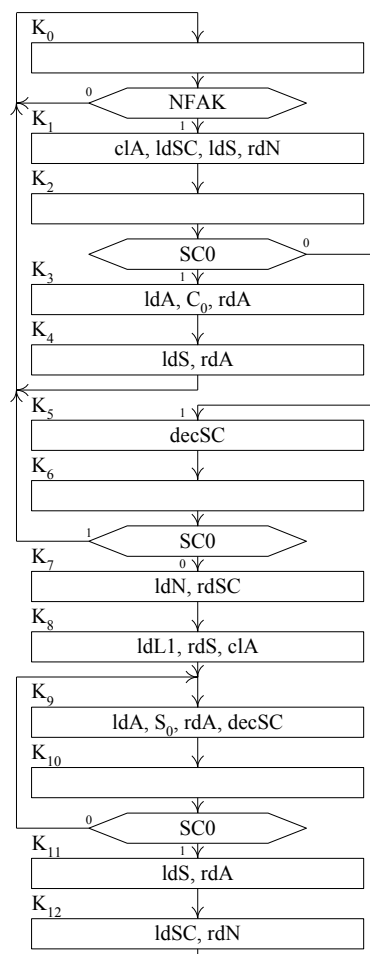 K0
0
NFAK
K1
1
clA, ldSC, ldS, rdN
K2
SC0
0
K3
1
ldA, C0, rdA
K4
ldS, rdA
K5
1
decSC
K6
1
SC0
K7
0
ldN, rdSC
K8
ldL1, rdS, clA
K9
ldA, S0, rdA, decSC
K10
0
SC0
K11
1
ldS, rdA
K12
ldSC, rdN